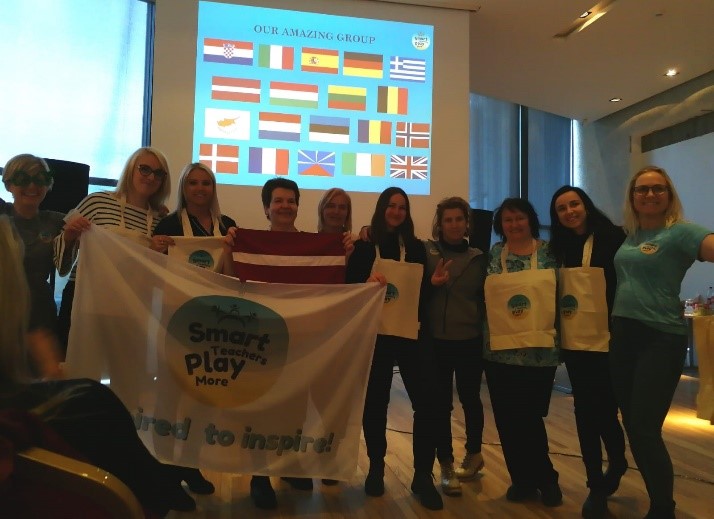 OUR AMAZING GROUP
Smart
Teachers
Play
More
ired to inspire!